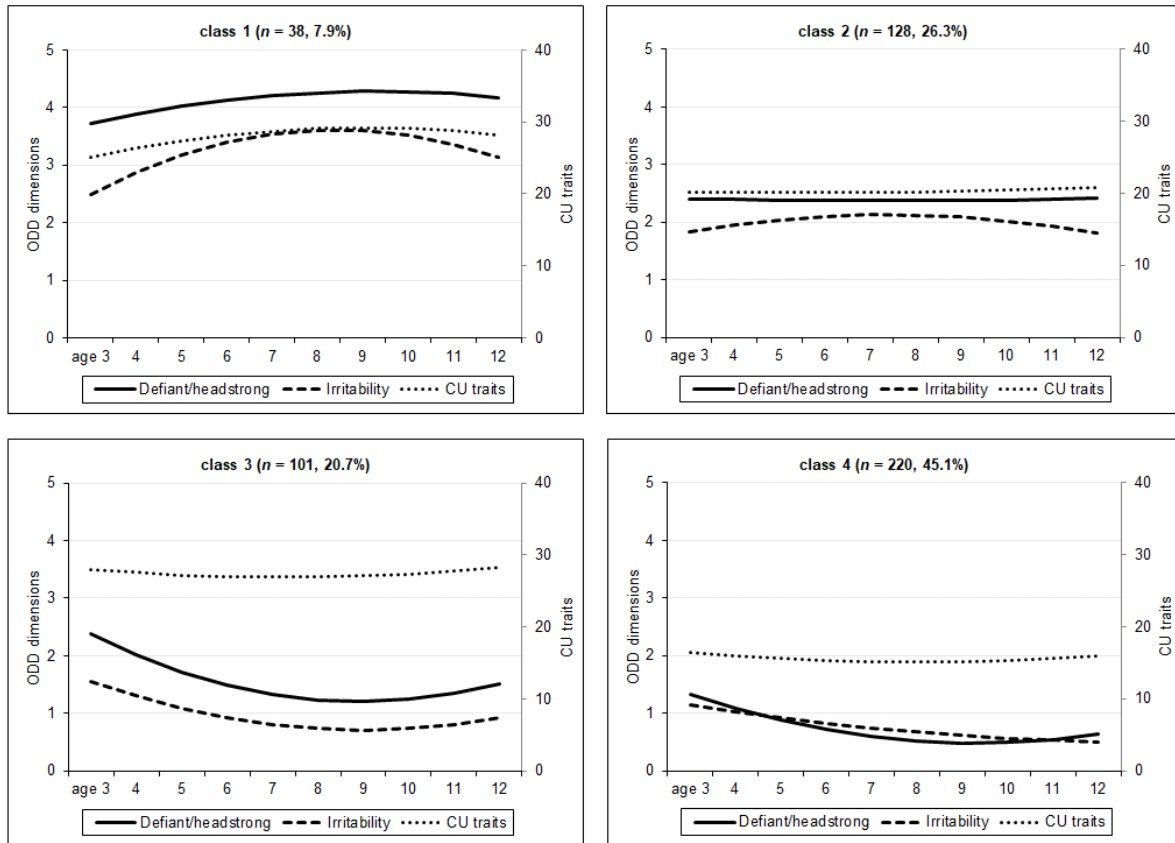 class 1 (n = 38, 7.9%)
5
4
3
2
1
0
ODD dimensions
40
30
20
10
0
CU traits
age 3 4 5 6 7 8 9 10 11 12
Defiant/headstrong Irritability CU traits
class 2 (n = 128, 26.3%)
5
4
3
2
1
0
ODD dimensions
40
30
20
10
0
CU traits
age 3 4 5 6 7 8 9 10 11 12
Defiant/headstrong Irritability CU traits
class 3 (n = 101, 20.7%)
5
4
3
2
1
0
ODD dimensions
40
30
20
10
0
CU traits
age 3 4 5 6 7 8 9 10 11 12
Defiant/headstrong Irritability CU traits
class 4 (n = 220, 45.1%)
5
4
3
2
1
0
ODD dimensions
40
30
20
10
0
CU traits
age 3 4 5 6 7 8 9 10 11 12
Defiant/headstrong Irritability CU traits